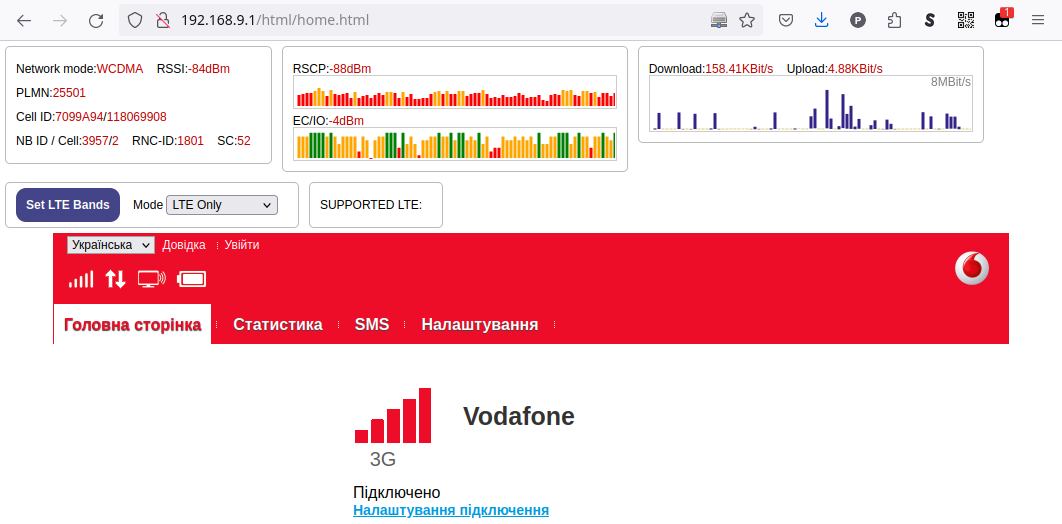 192.168.9.1/html/home.html
P
S
1
Network mode:WCDMA RSSI:-84dBm
PLMN:25501
Cell ID:7099A94/118069908
NB ID / Cell:3957/2 RNC-ID:1801 SC:52
RSCP:-88dBm
EC/IO:-4dBm
Download:158.41KBit/s Upload:4.88KBit/s
8MBit/s
Set LTE Bands
Mode LTE Only
SUPPORTED LTE:
Українська Довідка Увійти
Головна сторінка Статистика SMS Налаштування
Vodafone
3G
Підключено
Налаштування підключення